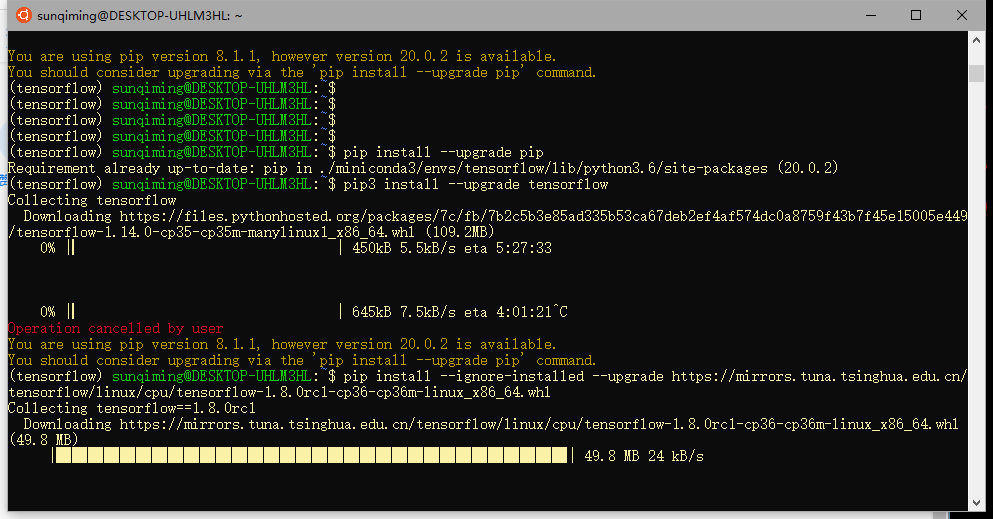 sunqiming@DESKTOP-UHLM3HL: ~
You are using pip version 8.1.1, however version 20.0.2 is available.
You should consider upgrading via the 'pip install --upgrade pip' command.
(tensorflow) sunqiming@DESKTOP-UHLM3HL:~$
(tensorflow) sunqiming@DESKTOP-UHLM3HL:~$
(tensorflow) sunqiming@DESKTOP-UHLM3HL:~$
(tensorflow) sunqiming@DESKTOP-UHLM3HL:~$
(tensorflow) sunqiming@DESKTOP-UHLM3HL:~$ pip install --upgrade pip
Requirement already up-to-date: pip in ./miniconda3/envs/tensorflow/lib/python3.6/site-packages (20.0.2)
(tensorflow) sunqiming@DESKTOP-UHLM3HL:~$ pip3 install --upgrade tensorflow
Collecting tensorflow
Downloading https://files.pythonhosted.org/packages/7c/fb/7b2c5b3e85ad335b53ca67deb2ef4af574dc0a8759f43b7f45e15005e449
/tensorflow-1.14.0-cp35-cp35m-manylinux1_x86_64.whl (109.2MB)
0% || | 450kB 5.5kB/s eta 5:27:33
0% || | 645kB 7.5kB/s eta 4:01:21^C
Operation cancelled by user
You are using pip version 8.1.1, however version 20.0.2 is available.
You should consider upgrading via the 'pip install --upgrade pip' command.
(tensorflow) sunqiming@DESKTOP-UHLM3HL:~$ pip install --ignore-installed --upgrade https://mirrors.tuna.tsinghua.edu.cn/
tensorflow/linux/cpu/tensorflow-1.8.0rc1-cp36-cp36m-linux_x86_64.whl
Collecting tensorflow==1.8.0rc1
Downloading https://mirrors.tuna.tsinghua.edu.cn/tensorflow/linux/cpu/tensorflow-1.8.0rc1-cp36-cp36m-linux_x86_64.whl
(49.8 MB)
|████████████████████████████████| 49.8 MB 24 kB/s